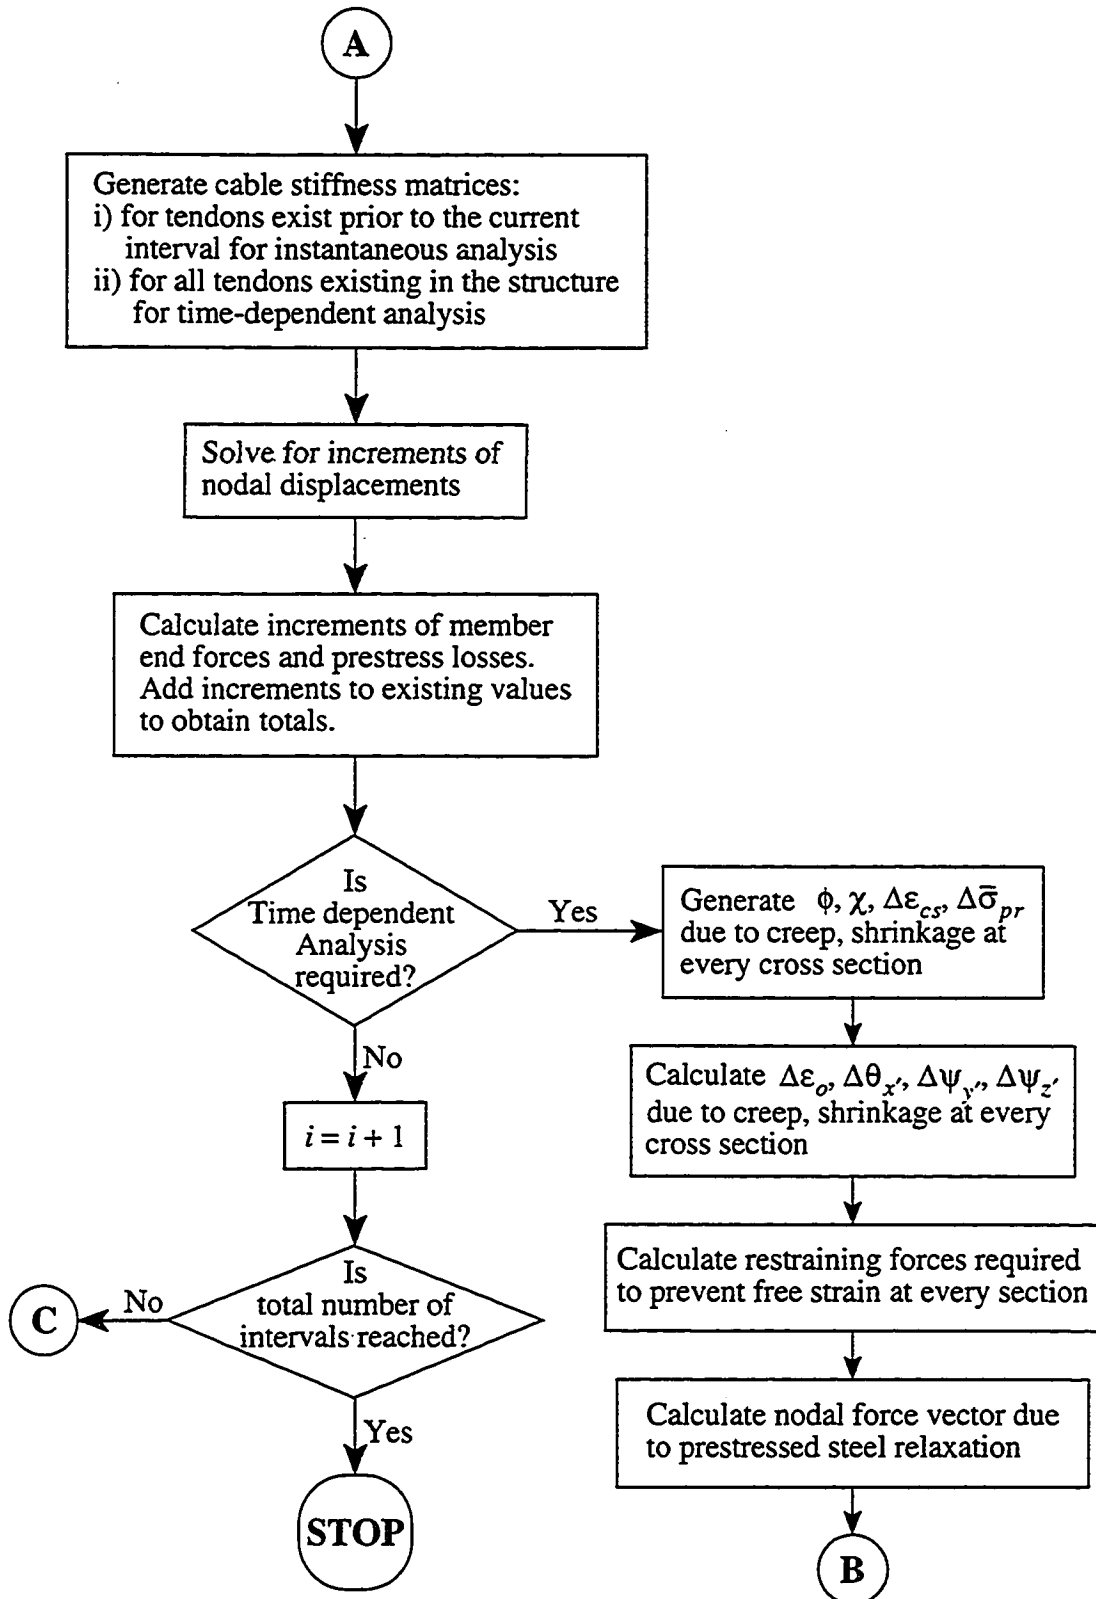 A
Generate cable stiffness matrices:
i) for tendons exist prior to the current
interval for instantaneous analysis
ii) for all tendons existing in the structure
for time-dependent analysis
Solve for increments of
nodal displacements
Calculate increments of member
end forces and prestress losses.
Add increments to existing values
to obtain totals.
Is
Time dependent
Analysis
required?
Yes
No
i = i + 1
Is
total number of
intervals reached?
No
C
Yes
STOP
Generate ϕ, χ, Δε_cs, Δσ̅_pr
due to creep, shrinkage at
every cross section
Calculate Δε_o, Δθ_x′, Δψ_y′, Δψ_z′
due to creep, shrinkage at every
cross section
Calculate restraining forces required
to prevent free strain at every section
Calculate nodal force vector due
to prestressed steel relaxation
B